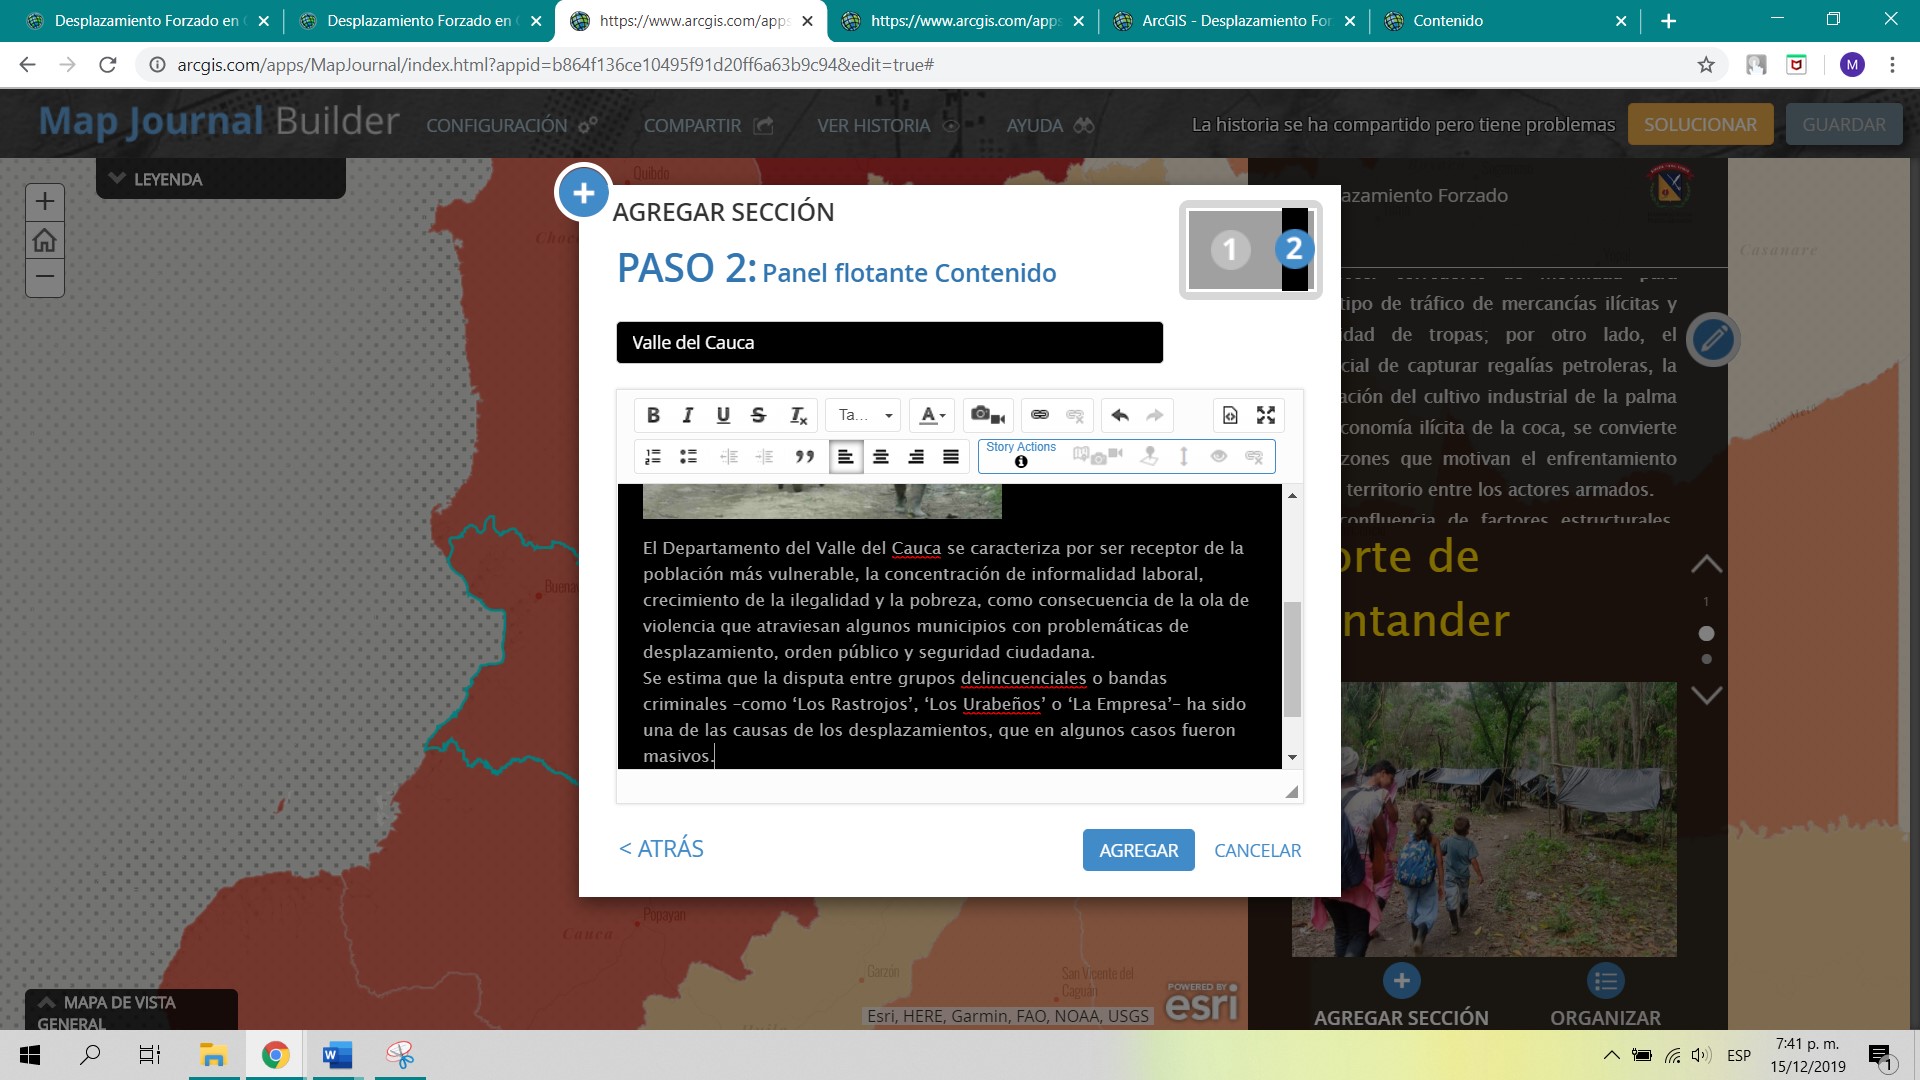 Desplazamiento Forzado en
Desplazamiento Forzado en
https://www.arcgis.com/apps
https://www.arcgis.com/apps
ArcGIS - Desplazamiento For
Contenido
arcgis.com/apps/MapJournal/index.html?appid=b864f136ce10495f91d20ff6a63b9c94&edit=true#
M
Map Journal Builder
CONFIGURACIÓN
COMPARTIR
VER HISTORIA
AYUDA
La historia se ha compartido pero tiene problemas
SOLUCIONAR
GUARDAR
LEYENDA
Quibdo
Choc
AGREGAR SECCIÓN
PASO 2: Panel flotante Contenido
1
2
Valle del Cauca
B I U S Tx
Ta...
A
Story Actions
El Departamento del Valle del Cauca se caracteriza por ser receptor de la
población más vulnerable, la concentración de informalidad laboral,
crecimiento de la ilegalidad y la pobreza, como consecuencia de la ola de
violencia que atraviesan algunos municipios con problemáticas de
desplazamiento, orden público y seguridad ciudadana.
Se estima que la disputa entre grupos delincuenciales o bandas
criminales –como ‘Los Rastrojos’, ‘Los Urabeños’ o ‘La Empresa’– ha sido
una de las causas de los desplazamientos, que en algunos casos fueron
masivos.
< ATRÁS
AGREGAR
CANCELAR
azamiento Forzado
Casanare
tipo de tráfico de mercancías ilícitas y
idad de tropas; por otro lado, el
cial de capturar regalías petroleras, la
ación del cultivo industrial de la palma
conomía ilícita de la coca, se convierte
zones que motivan el enfrentamiento
territorio entre los actores armados.
confluencia de factores estructurales,
orte de
ntander
1
Buenav
Popayan
Cauca
Garzón
San Vicente del
Caguan
Huila
MAPA DE VISTA
GENERAL
Esri, HERE, Garmin, FAO, NOAA, USGS
POWERED BY
esri
AGREGAR SECCIÓN
ORGANIZAR
ESP
7:41 p. m.
15/12/2019
1